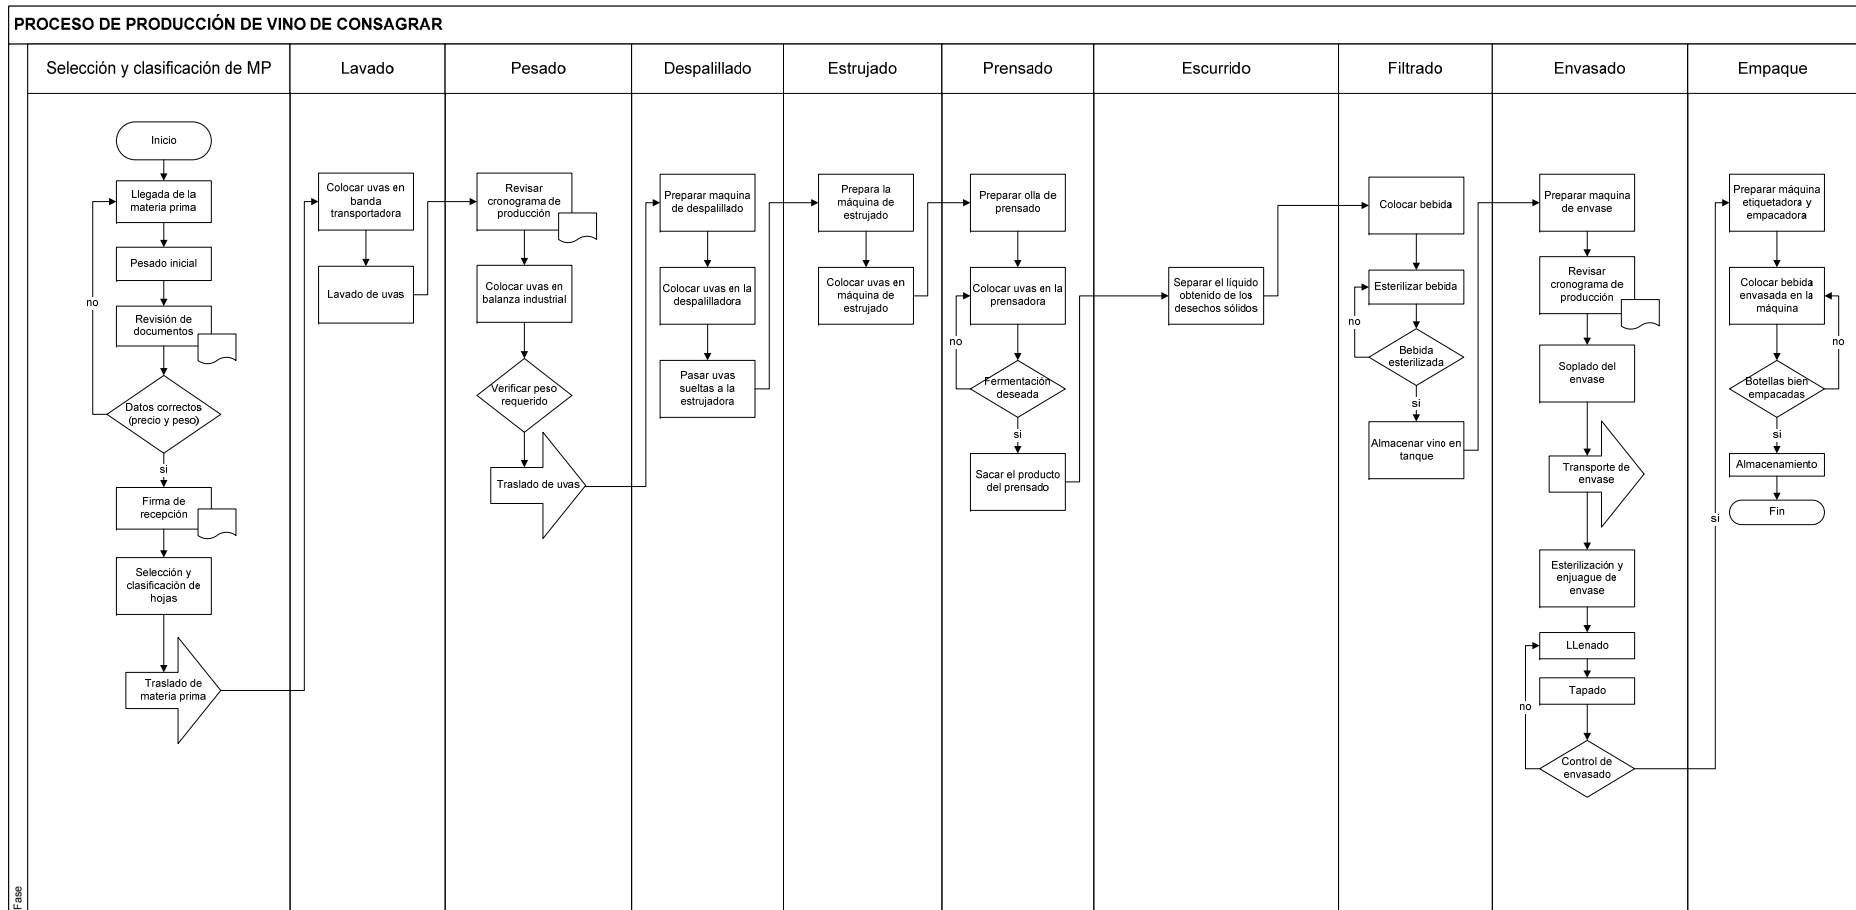 PROCESO DE PRODUCCIÓN DE VINO DE CONSAGRAR
Fase
Selección y clasificación de MP
Inicio
Llegada de la
materia prima
Pesado inicial
no
Revisión de
documentos
Datos correctos
(precio y peso)
si
Firma de
recepción
Selección y
clasificación de
hojas
Traslado de
materia prima
Lavado
Colocar uvas en
banda
transportadora
Lavado de uvas
Pesado
Revisar
cronograma de
producción
Colocar uvas en
balanza industrial
Verificar peso
requerido
Traslado de uvas
Despalillado
Preparar maquina
de despalillado
Colocar uvas en la
despalilladora
Pasar uvas
sueltas a la
estrujadora
Estrujado
Prepara la
máquina de
estrujado
Colocar uvas en
máquina de
estrujado
Prensado
Preparar olla de
prensado
Colocar uvas en la
prensadora
no
Fermentación
deseada
si
Sacar el producto
del prensado
Escurrido
Separar el líquido
obtenido de los
desechos sólidos
Filtrado
Colocar bebida
Esterilizar bebida
no
Bebida
esterilizada
si
Almacenar vino en
tanque
Envasado
Preparar maquina
de envase
Revisar
cronograma de
producción
Soplado del
envase
Transporte de
envase
Esterilización y
enjuague de
envase
LLenado
Tapado
no
Control de
envasado
si
Empaque
Preparar máquina
etiquetadora y
empacadora
Colocar bebida
envasada en la
máquina
no
Botellas bien
empacadas
si
Almacenamiento
Fin